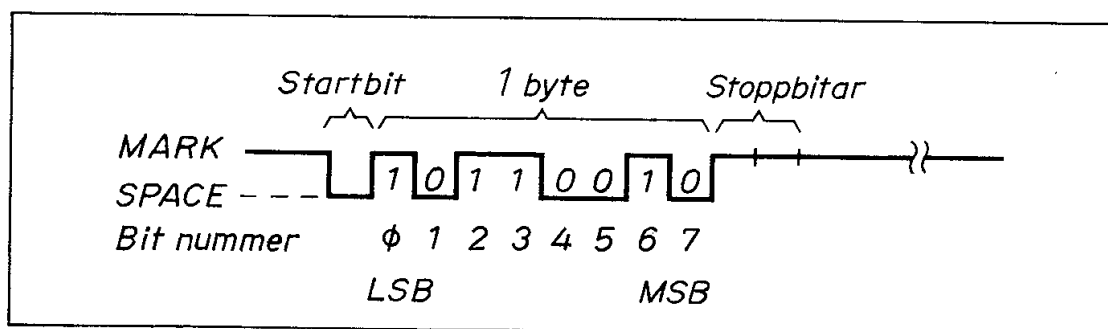 Startbit 1 byte Stoppbitar
MARK
1 0 1 1 0 0 1 0
SPACE
Bit nummer ϕ 1 2 3 4 5 6 7
LSB MSB